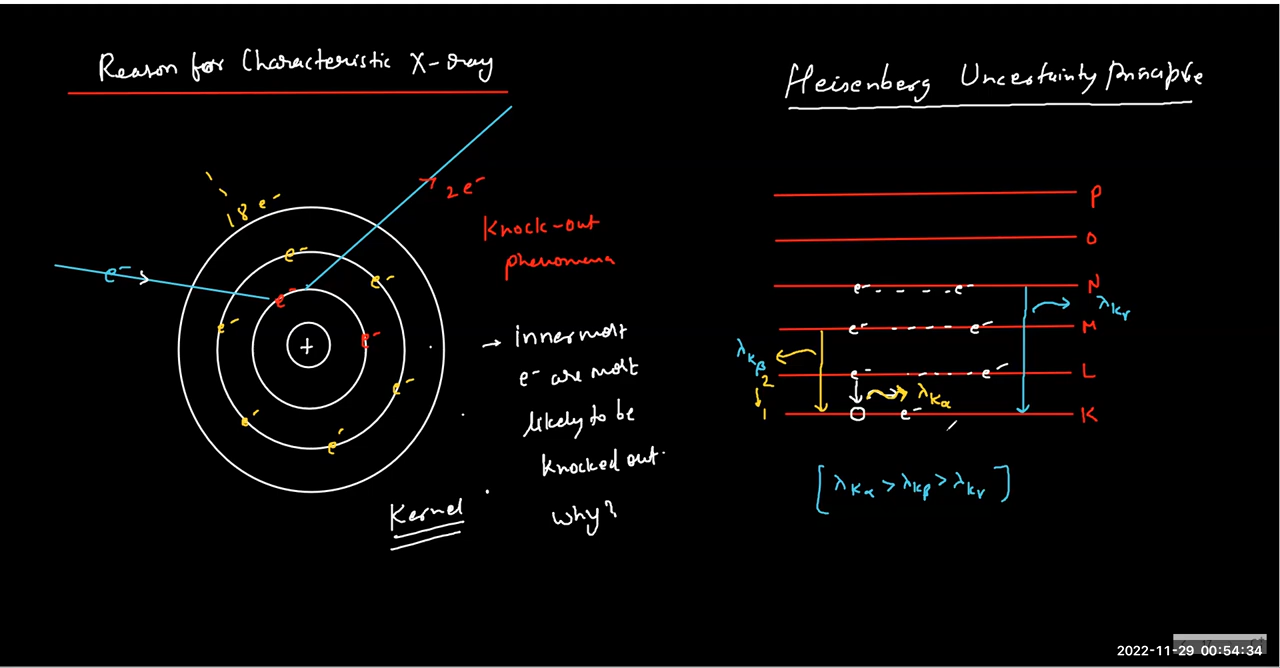 Reason for Characteristic X-ray
18 e⁻
e⁻
e⁻
e⁻
e⁻
e⁻
e⁻
e⁻
e⁻
e⁻
+
2e⁻
Knock-out
phenomena
→ innermost
e⁻ are most
likely to be
knocked out.
why?
Kernel
Heisenberg Uncertainty principle
P
O
e⁻ - - - - e⁻ N
λKγ
e⁻ - - - - e⁻ M
λKβ
e⁻ - - - - e⁻ L
2
λKα
1
e⁻ K
[λKα > λKβ > λKγ]
2022-11-29 00:54:34